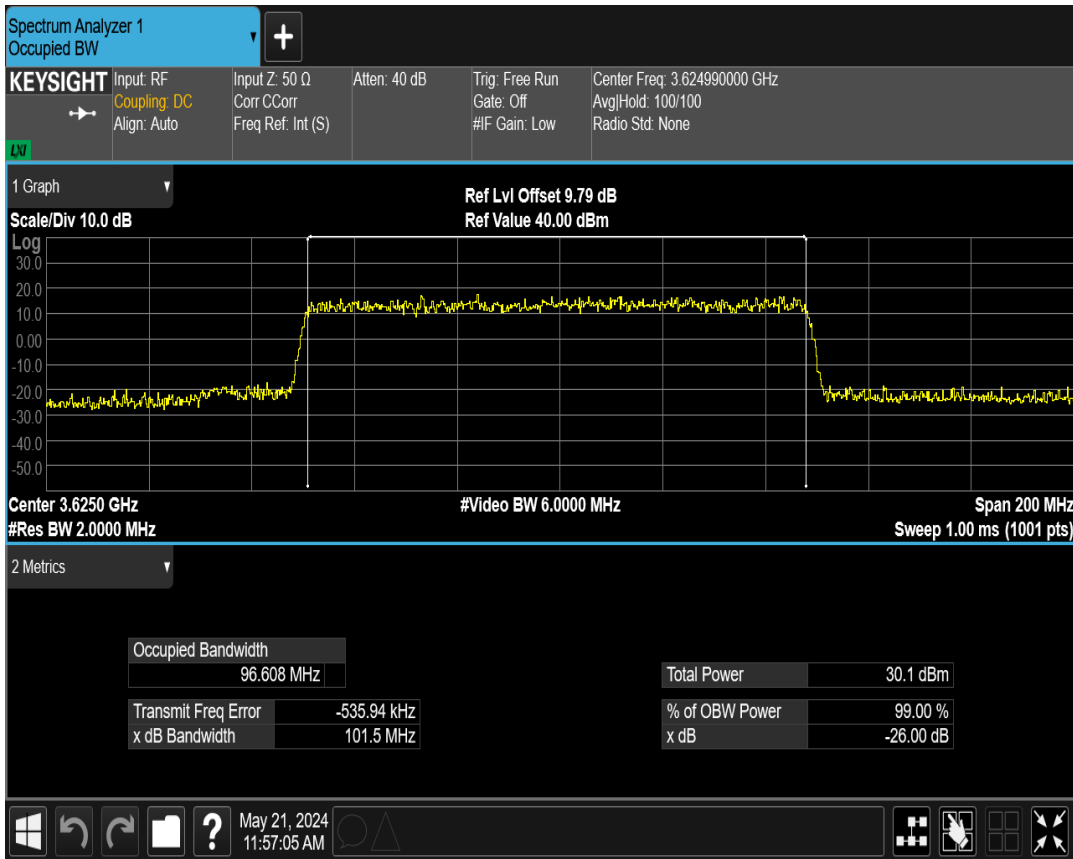 Spectrum Analyzer 1
Occupied BW
+
KEYSIGHT
LXI
Input: RF
Coupling: DC
Align: Auto
Input Z: 50 Ω
Corr CCorr
Freq Ref: Int (S)
Atten: 40 dB
Trig: Free Run
Gate: Off
#IF Gain: Low
Center Freq: 3.624990000 GHz
Avg|Hold: 100/100
Radio Std: None
1 Graph
Ref Lvl Offset 9.79 dB
Scale/Div 10.0 dB
Ref Value 40.00 dBm
Log
30.0
20.0
10.0
0.00
-10.0
-20.0
-30.0
-40.0
-50.0
Center 3.6250 GHz
#Video BW 6.0000 MHz
Span 200 MHz
#Res BW 2.0000 MHz
Sweep 1.00 ms (1001 pts)
2 Metrics
Occupied Bandwidth
96.608 MHz
Total Power 30.1 dBm
Transmit Freq Error -535.94 kHz
% of OBW Power 99.00 %
x dB Bandwidth 101.5 MHz
x dB -26.00 dB
?
May 21, 2024
11:57:05 AM